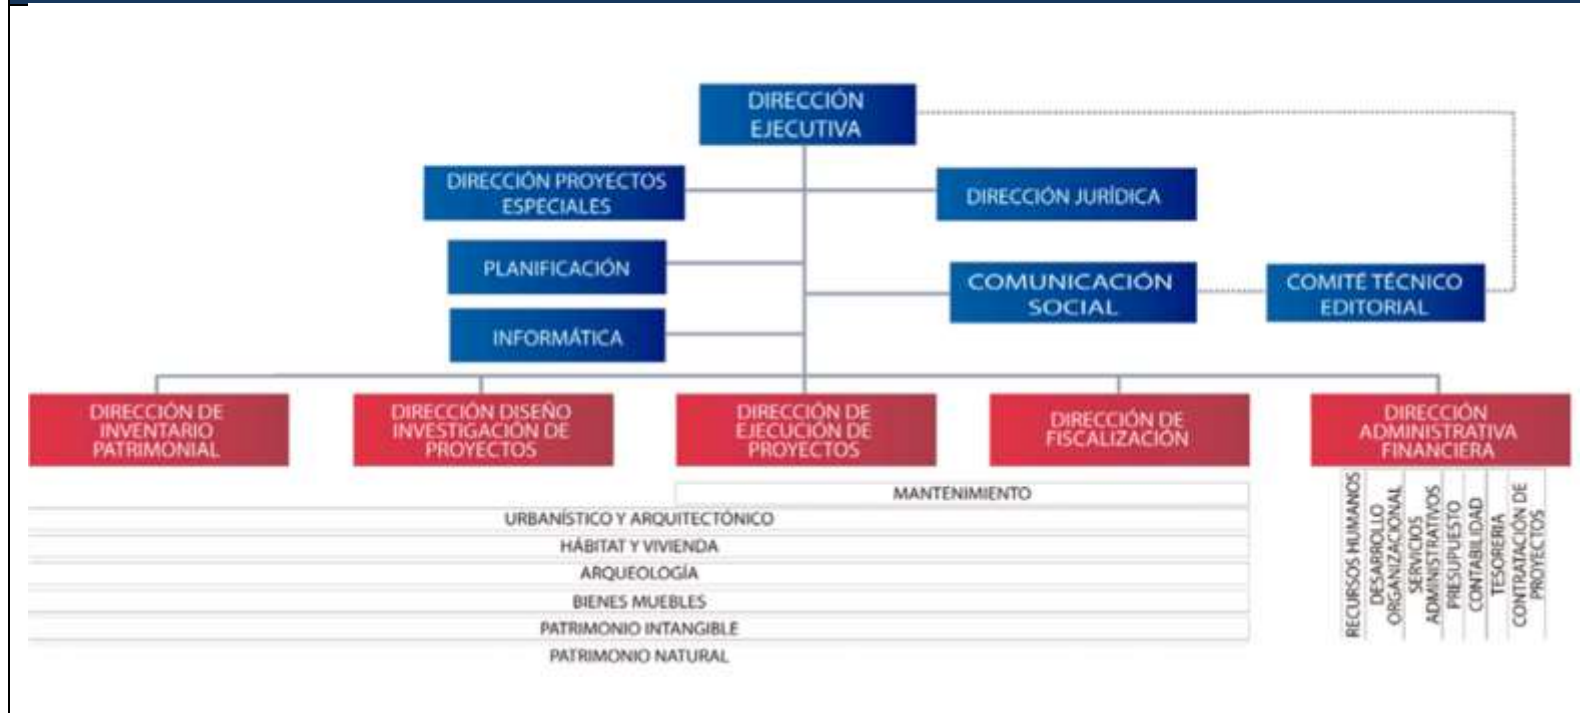 DIRECCIÓN
EJECUTIVA
DIRECCIÓN PROYECTOS
ESPECIALES
DIRECCIÓN JURÍDICA
PLANIFICACIÓN
COMUNICACIÓN
SOCIAL
COMITÉ TÉCNICO
EDITORIAL
INFORMÁTICA
DIRECCIÓN DE
INVENTARIO
PATRIMONIAL
DIRECCIÓN DISEÑO
INVESTIGACIÓN DE
PROYECTOS
DIRECCIÓN DE
EJECUCIÓN DE
PROYECTOS
DIRECCIÓN DE
FISCALIZACIÓN
DIRECCIÓN
ADMINISTRATIVA
FINANCIERA
MANTENIMIENTO
URBANÍSTICO Y ARQUITECTÓNICO
HÁBITAT Y VIVIENDA
ARQUEOLOGÍA
BIENES MUEBLES
PATRIMONIO INTANGIBLE
PATRIMONIO NATURAL
RECURSOS HUMANOS
DESARROLLO
ORGANIZACIONAL
SERVICIOS
ADMINISTRATIVOS
PRESUPUESTO
CONTABILIDAD
TESORERIA
CONTRATACIÓN DE
PROYECTOS